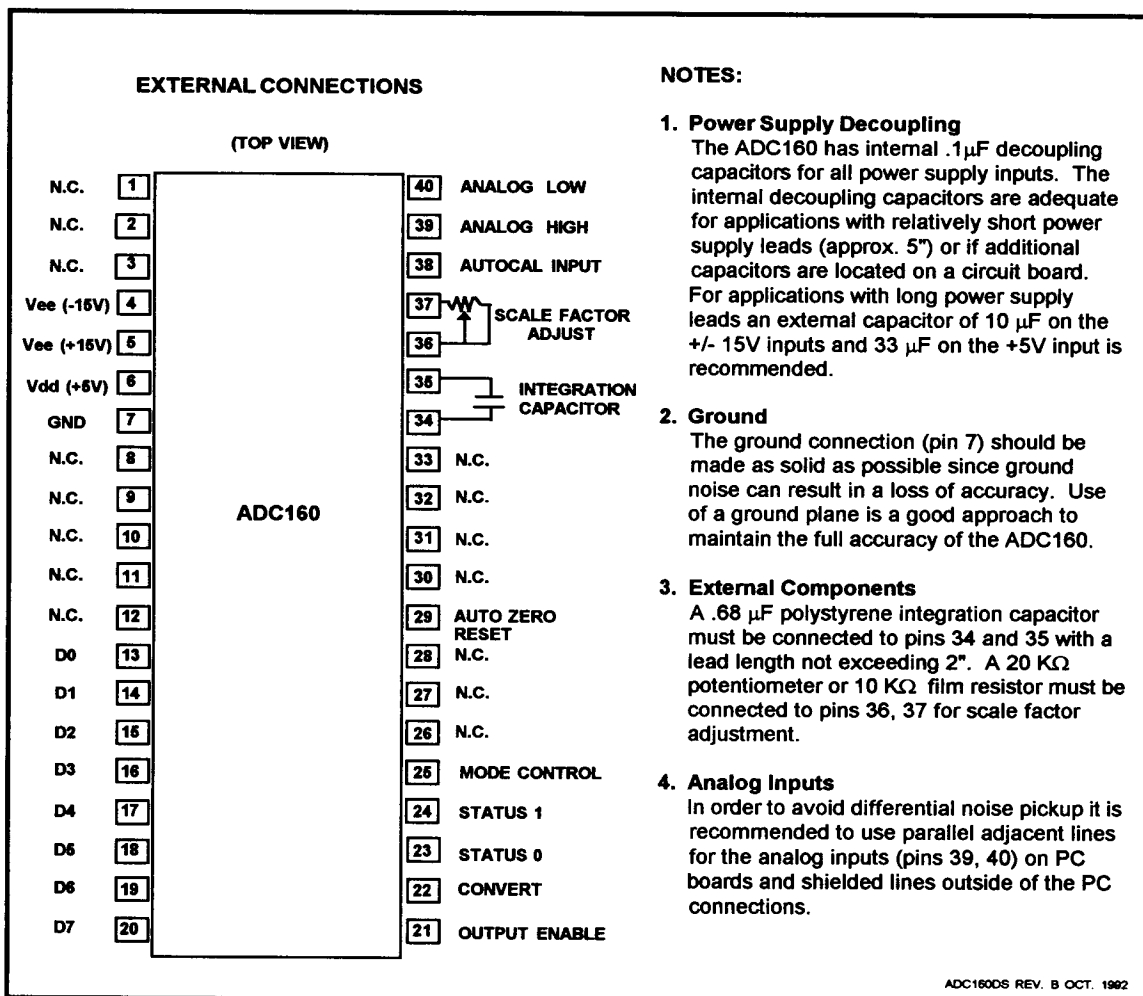 EXTERNAL CONNECTIONS
(TOP VIEW)
N.C. 1
N.C. 2
N.C. 3
Vee (-15V) 4
Vee (+15V) 5
Vdd (+5V) 6
GND 7
N.C. 8
N.C. 9
N.C. 10
N.C. 11
N.C. 12
D0 13
D1 14
D2 15
D3 16
D4 17
D5 18
D6 19
D7 20
ADC160
40 ANALOG LOW
39 ANALOG HIGH
38 AUTOCAL INPUT
37
SCALE FACTOR
ADJUST
36
35
INTEGRATION
CAPACITOR
34
33 N.C.
32 N.C.
31 N.C.
30 N.C.
29 AUTO ZERO
RESET
28 N.C.
27 N.C.
26 N.C.
25 MODE CONTROL
24 STATUS 1
23 STATUS 0
22 CONVERT
21 OUTPUT ENABLE
NOTES:
1. Power Supply Decoupling
The ADC160 has internal .1µF decoupling
capacitors for all power supply inputs. The
internal decoupling capacitors are adequate
for applications with relatively short power
supply leads (approx. 5") or if additional
capacitors are located on a circuit board.
For applications with long power supply
leads an external capacitor of 10 µF on the
+/- 15V inputs and 33 µF on the +5V input is
recommended.
2. Ground
The ground connection (pin 7) should be
made as solid as possible since ground
noise can result in a loss of accuracy. Use
of a ground plane is a good approach to
maintain the full accuracy of the ADC160.
3. External Components
A .68 µF polystyrene integration capacitor
must be connected to pins 34 and 35 with a
lead length not exceeding 2". A 20 KΩ
potentiometer or 10 KΩ film resistor must be
connected to pins 36, 37 for scale factor
adjustment.
4. Analog Inputs
In order to avoid differential noise pickup it is
recommended to use parallel adjacent lines
for the analog inputs (pins 39, 40) on PC
boards and shielded lines outside of the PC
connections.
ADC160DS REV. B OCT. 1992